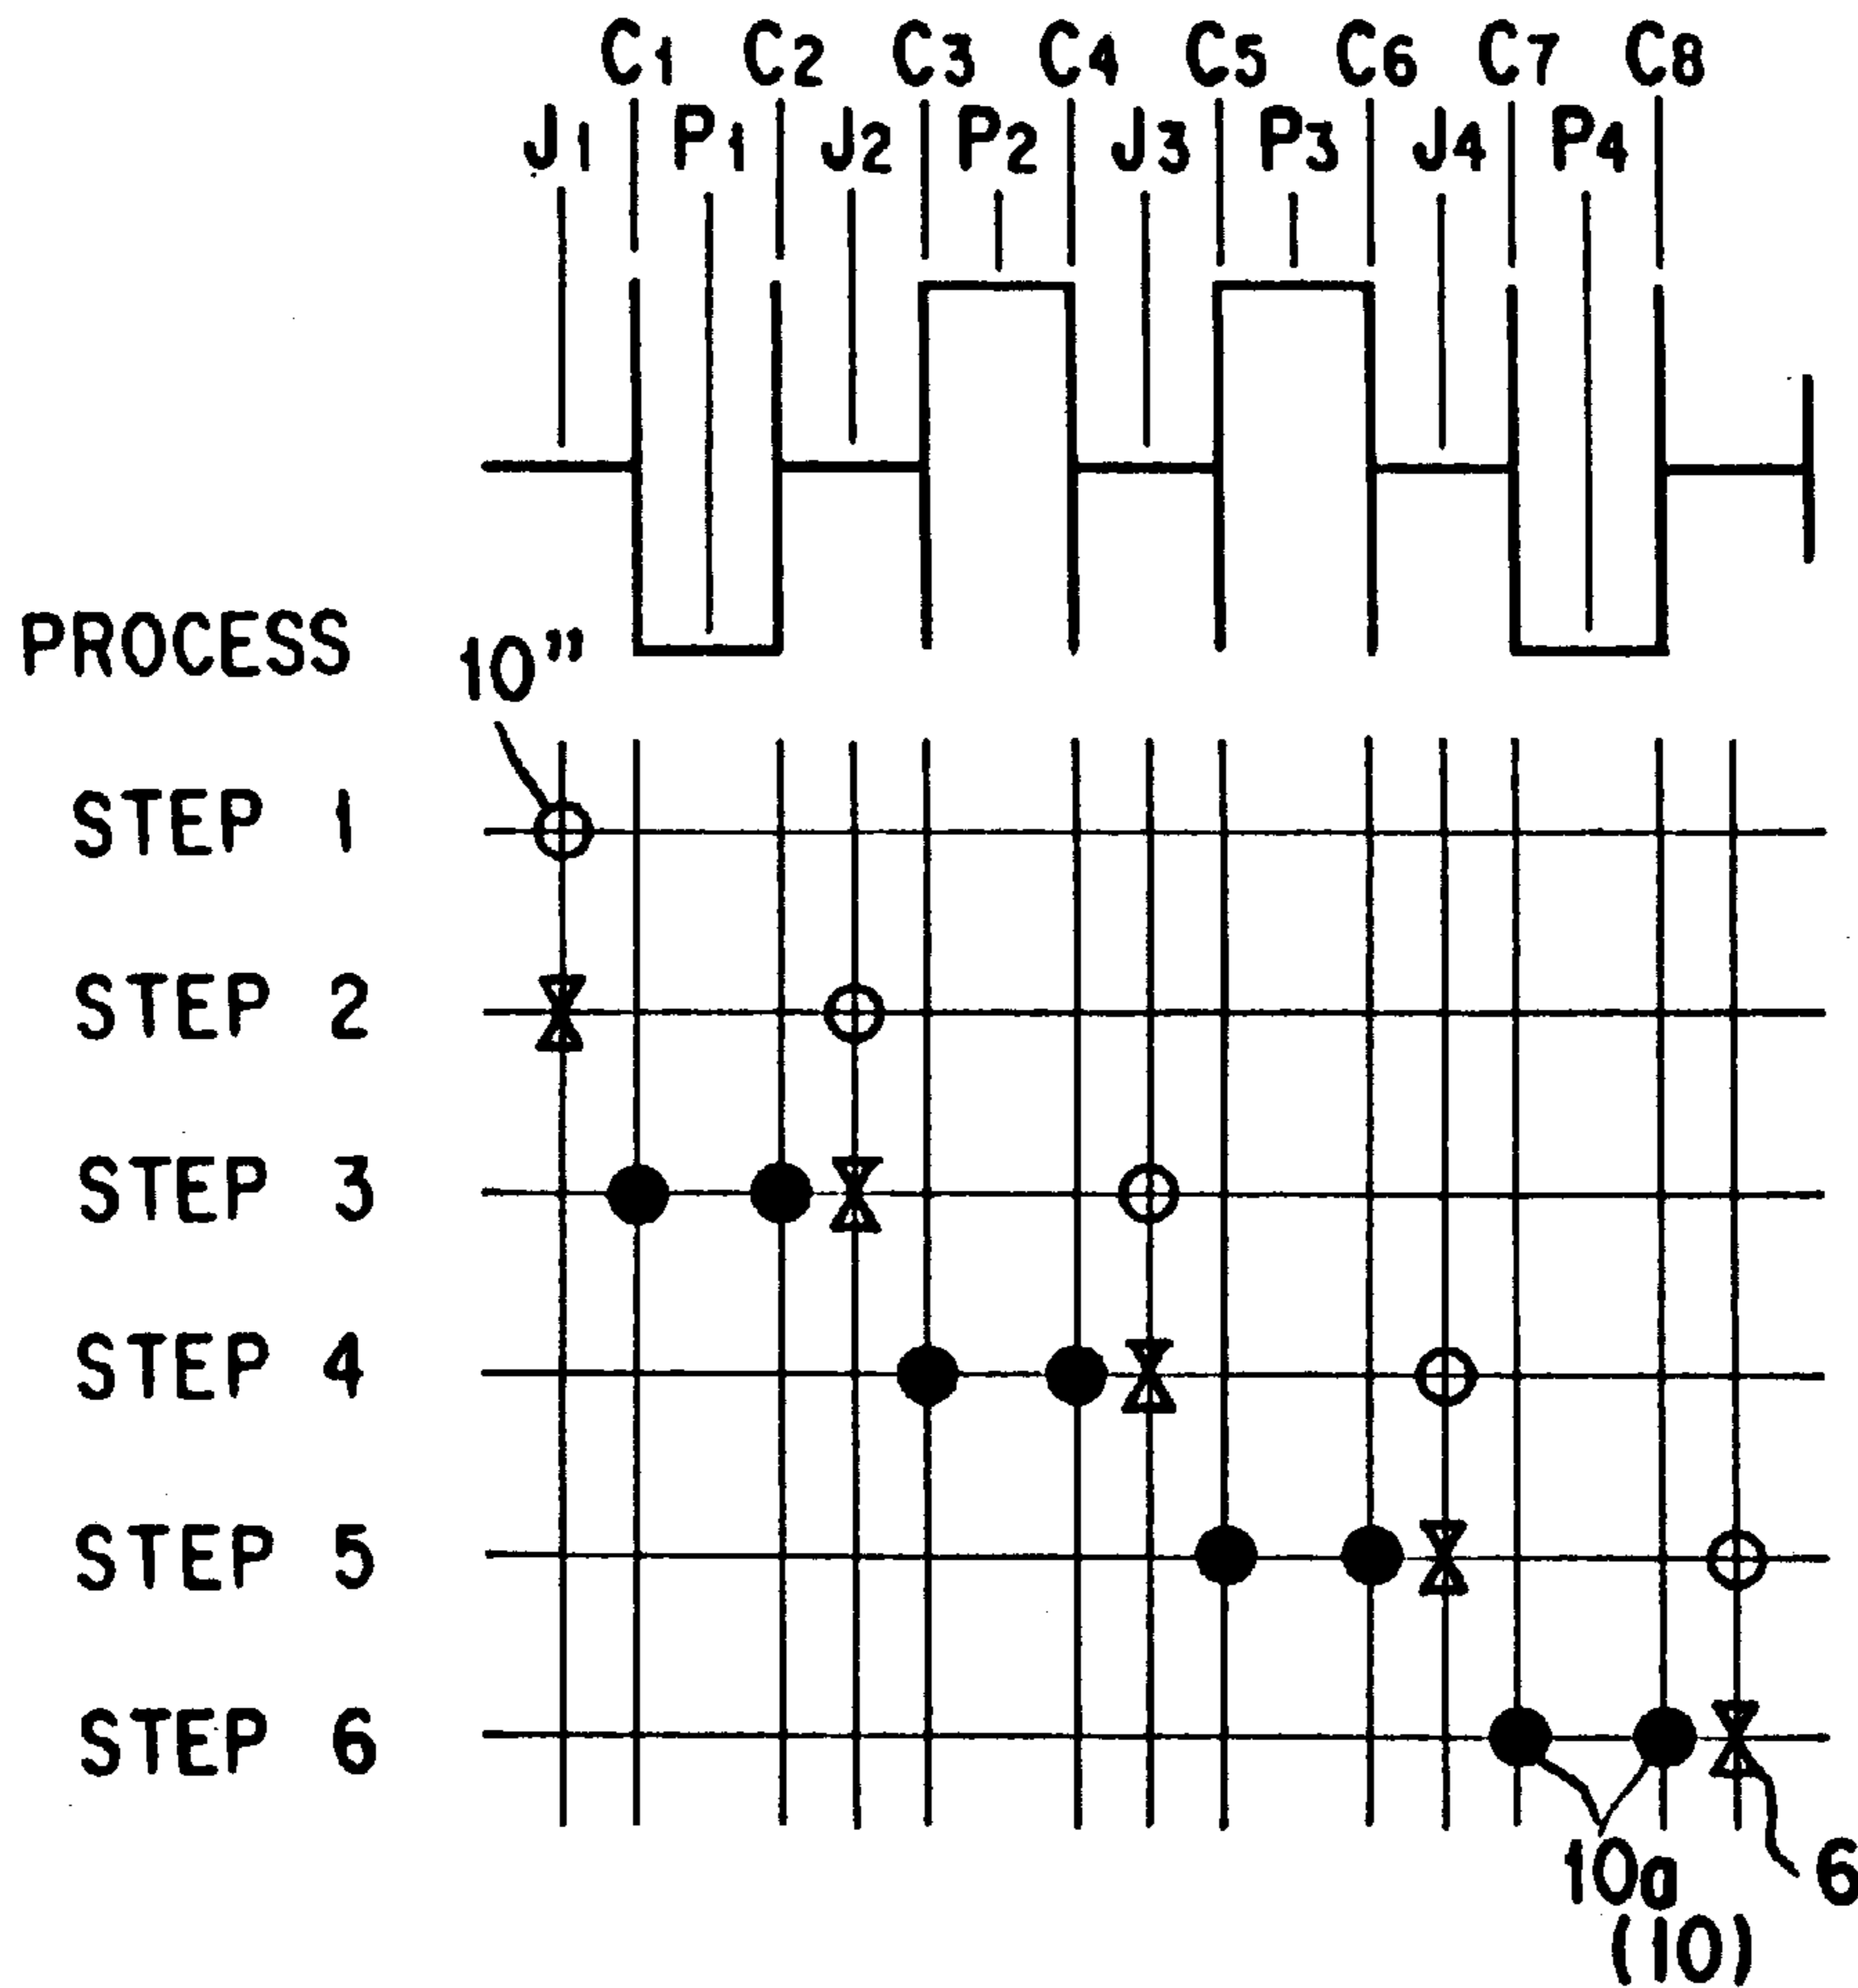 C1 C2 C3 C4 C5 C6 C7 C8
J1 P1 J2 P2 J3 P3 J4 P4
PROCESS
10"
STEP 1
STEP 2
STEP 3
STEP 4
STEP 5
STEP 6
10a 6
(10)